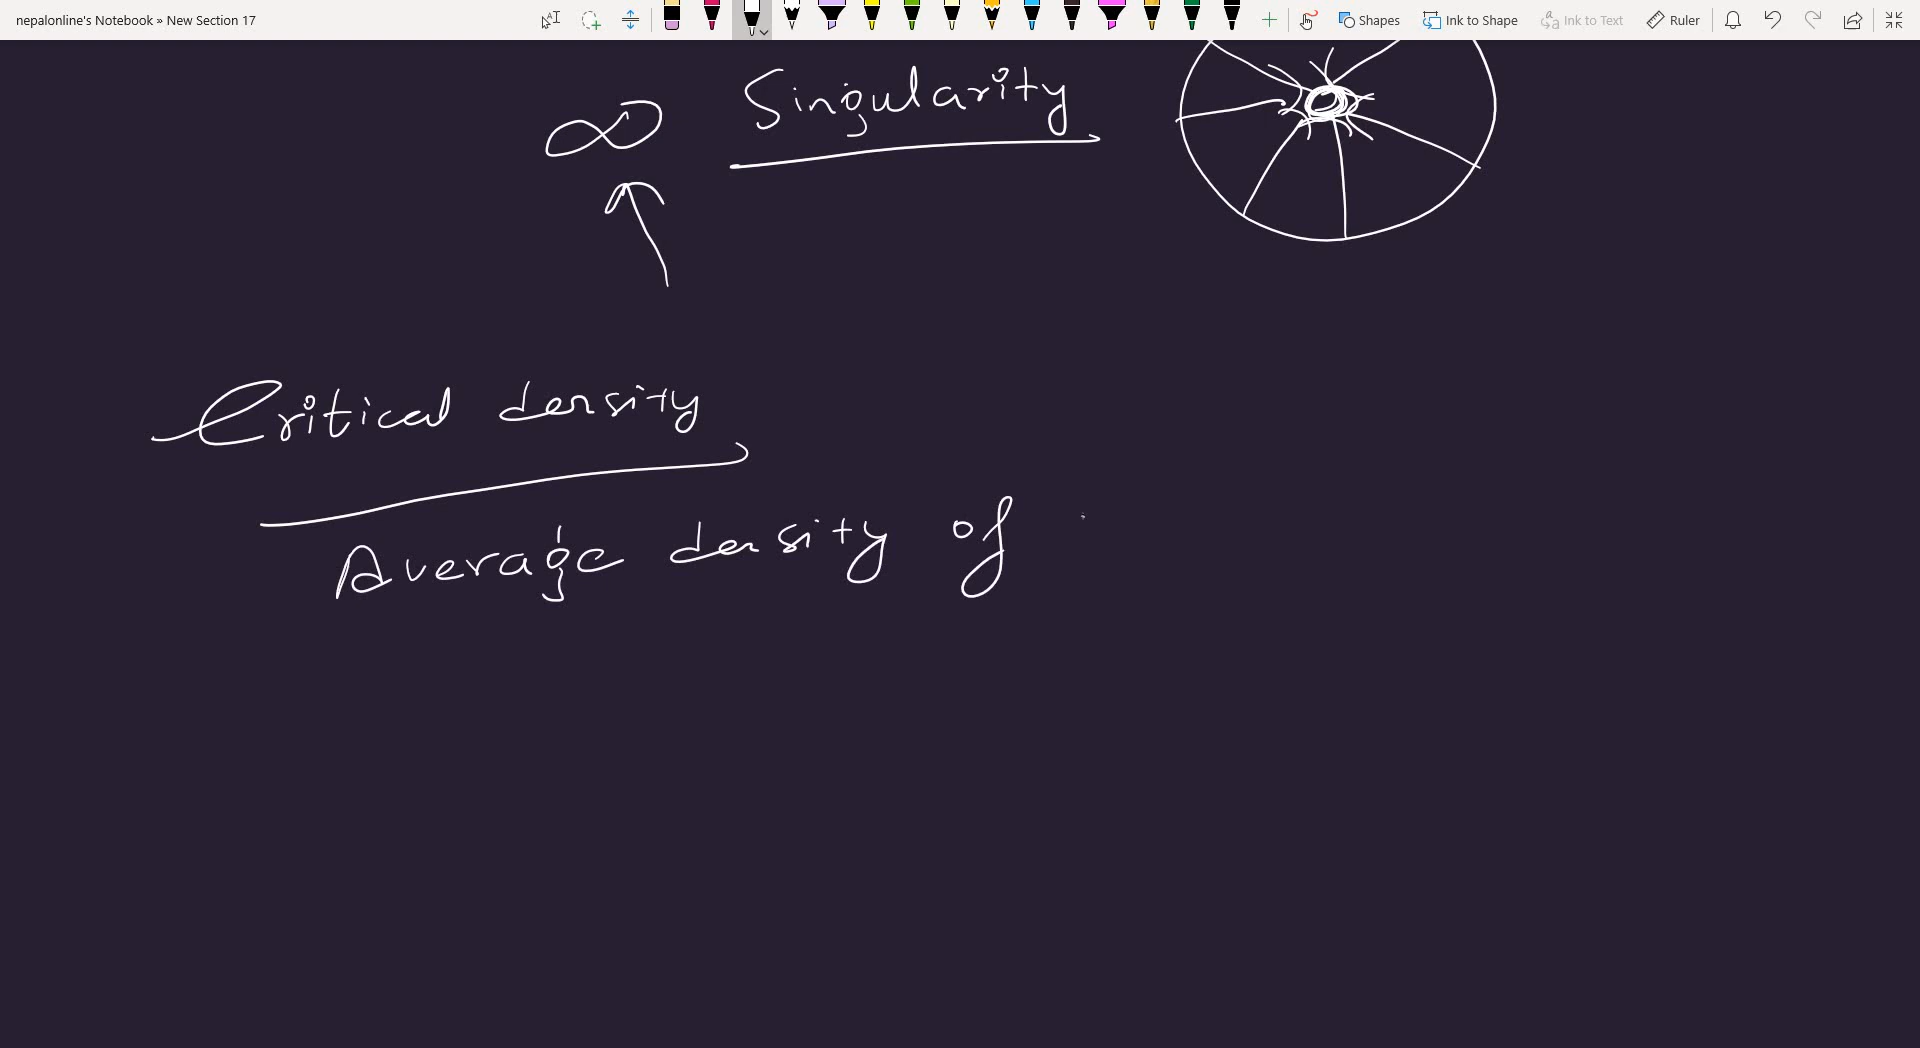 nepalonline's Notebook » New Section 17
Shapes
Ink to Shape
Ink to Text
Ruler
∞ Singularity
Critical density
Average density of